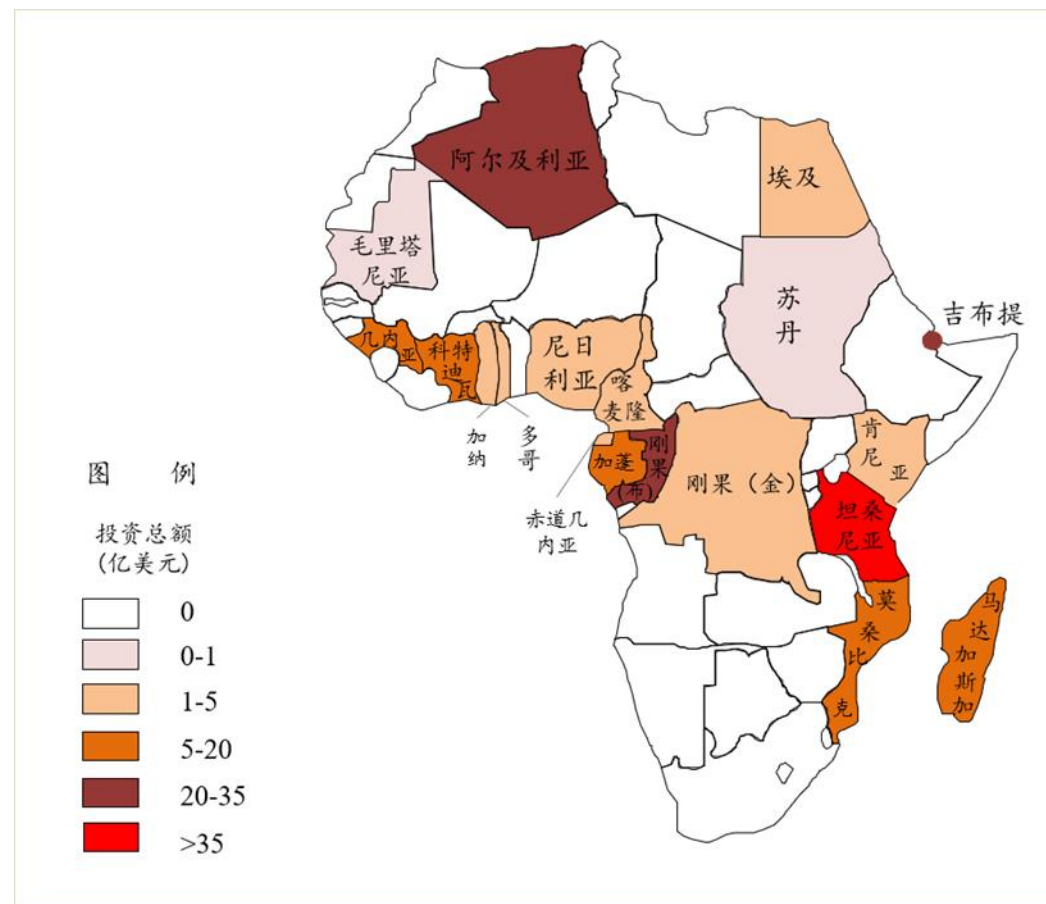 阿尔及利亚
埃及
毛里塔
尼亚
苏
丹
吉布提
几内亚
科特
迪
瓦
尼日
利亚
喀
麦隆
加
纳
多
哥
刚
果
(布)
加蓬
刚果（金）
肯
尼
亚
赤道几
内亚
坦桑
尼亚
莫
桑
比
克
马
达
加
斯
加
图 例
投资总额
(亿美元)
0
0-1
1-5
5-20
20-35
>35